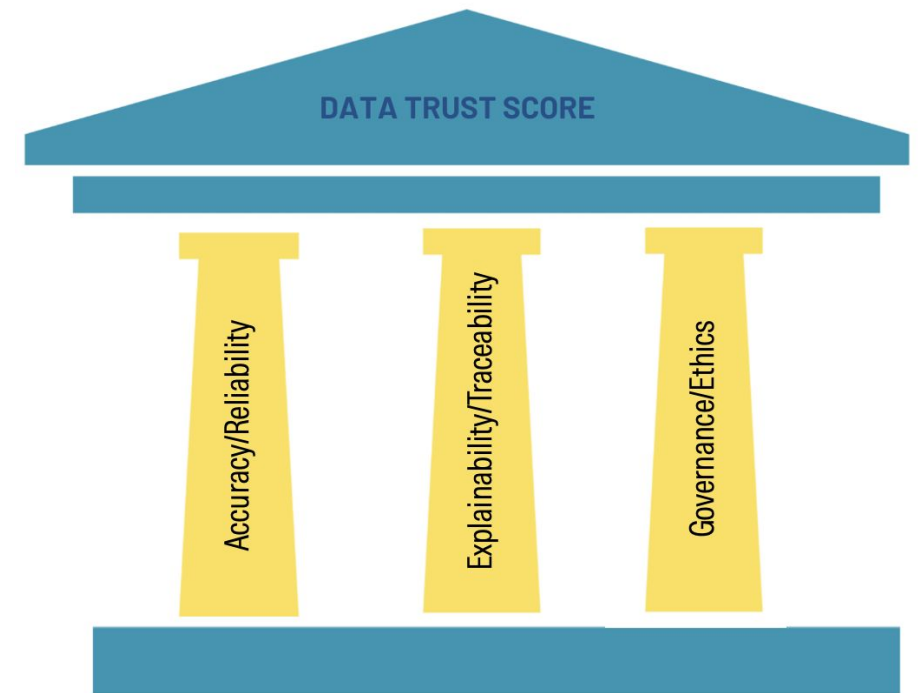 DATA TRUST SCORE
Accuracy/Reliability
Explainability/Traceability
Governance/Ethics